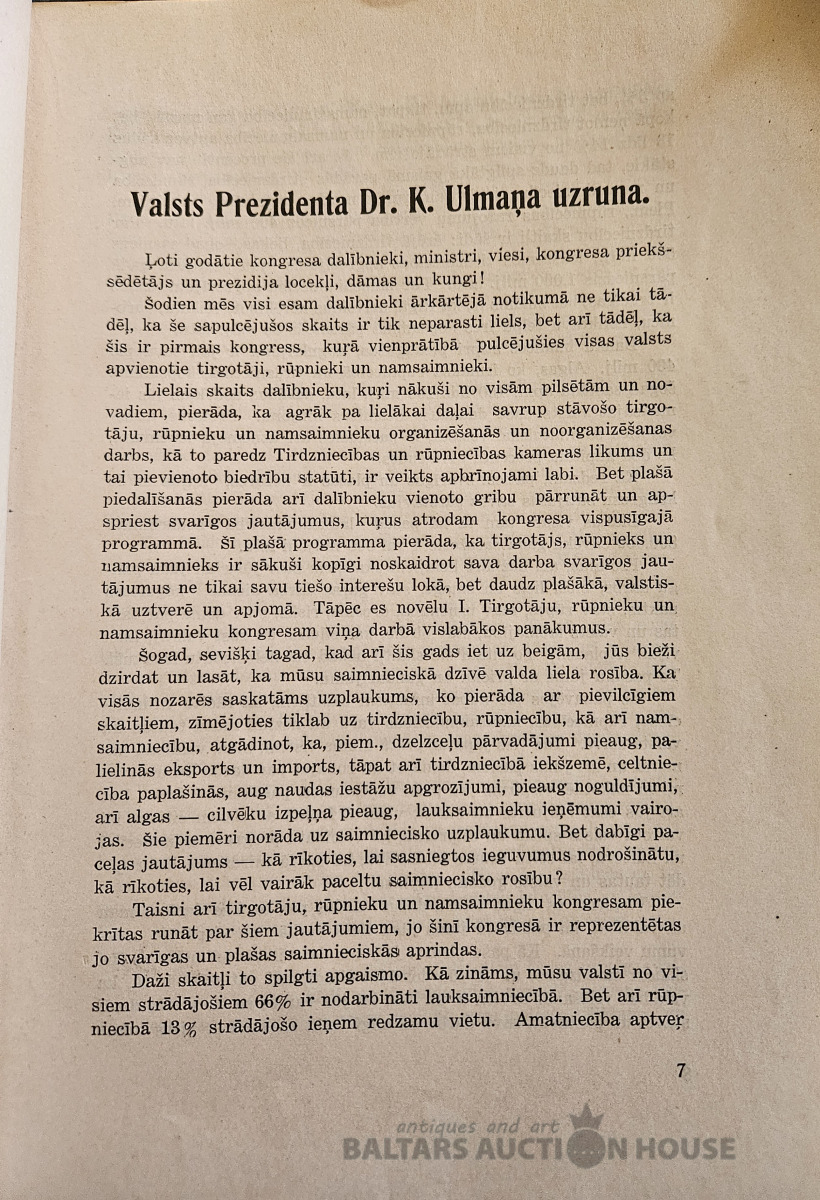 Valsts Prezidenta Dr. K. Ulmaņa uzruna.
Ļoti godātie kongresa dalībnieki, ministri, viesi, kongresa priekš-
sēdētājs un prezidija locekļi, dāmas un kungi!
Šodien mēs visi esam dalībnieki ārkārtējā notikumā ne tikai tā-
dēļ, ka še sapulcējušos skaits ir tik neparasti liels, bet arī tādēļ, ka
šis ir pirmais kongress, kuŗā vienprātībā pulcējušies visas valsts
apvienotie tirgotāji, rūpnieki un namsaimnieki.
Lielais skaits dalībnieku, kuŗi nākuši no visām pilsētām un no-
vadiem, pierāda, ka agrāk pa lielākai daļai savrup stāvošo tirgo-
tāju, rūpnieku un namsaimnieku organizēšanās un noorganizēšanas
darbs, kā to paredz Tirdzniecības un rūpniecības kameras likums un
tai pievienoto biedrību statūti, ir veikts apbrīnojami labi. Bet plašā
piedalīšanās pierāda arī dalībnieku vienoto gribu pārrunāt un ap-
spriest svarīgos jautājumus, kuŗus atrodam kongresa vispusīgajā
programmā. Šī plašā programma pierāda, ka tirgotājs, rūpnieks un
namsaimnieks ir sākuši kopīgi noskaidrot sava darba svarīgos jau-
tājumus ne tikai savu tiešo interešu lokā, bet daudz plašākā, valstis-
kā uztverē un apjomā. Tāpēc es novēlu I. Tirgotāju, rūpnieku un
namsaimnieku kongresam viņa darbā vislabākos panākumus.
Šogad, sevišķi tagad, kad arī šis gads iet uz beigām, jūs bieži
dzirdat un lasāt, ka mūsu saimnieciskā dzīvē valda liela rosība. Ka
visās nozarēs saskatāms uzplaukums, ko pierāda ar pievilcīgiem
skaitļiem, zīmējoties tiklab uz tirdzniecību, rūpniecību, kā arī nam-
saimniecību, atgādinot, ka, piem., dzelzceļu pārvadājumi pieaug, pa-
lielinās eksports un imports, tāpat arī tirdzniecībā iekšzemē, celtnie-
cība paplašinās, aug naudas iestāžu apgrozījumi, pieaug noguldījumi,
arī algas — cilvēku izpeļņa pieaug, lauksaimnieku ieņēmumi vairo-
jas. Šie piemēri norāda uz saimniecisko uzplaukumu. Bet dabīgi pa-
ceļas jautājums — kā rīkoties, lai sasniegtos ieguvumus nodrošinātu,
kā rīkoties, lai vēl vairāk paceltu saimniecisko rosību?
Taisni arī tirgotāju, rūpnieku un namsaimnieku kongresam pie-
krītas runāt par šiem jautājumiem, jo šinī kongresā ir reprezentētas
jo svarīgas un plašas saimnieciskās aprindas.
Daži skaitļi to spilgti apgaismo. Kā zināms, mūsu valstī no vi-
siem strādājošiem 66% ir nodarbināti lauksaimniecībā. Bet arī rūp-
niecībā 13% strādājošo ieņem redzamu vietu. Amatniecība aptveŗ
7
antiques and art
BALTARS AUCTION HOUSE